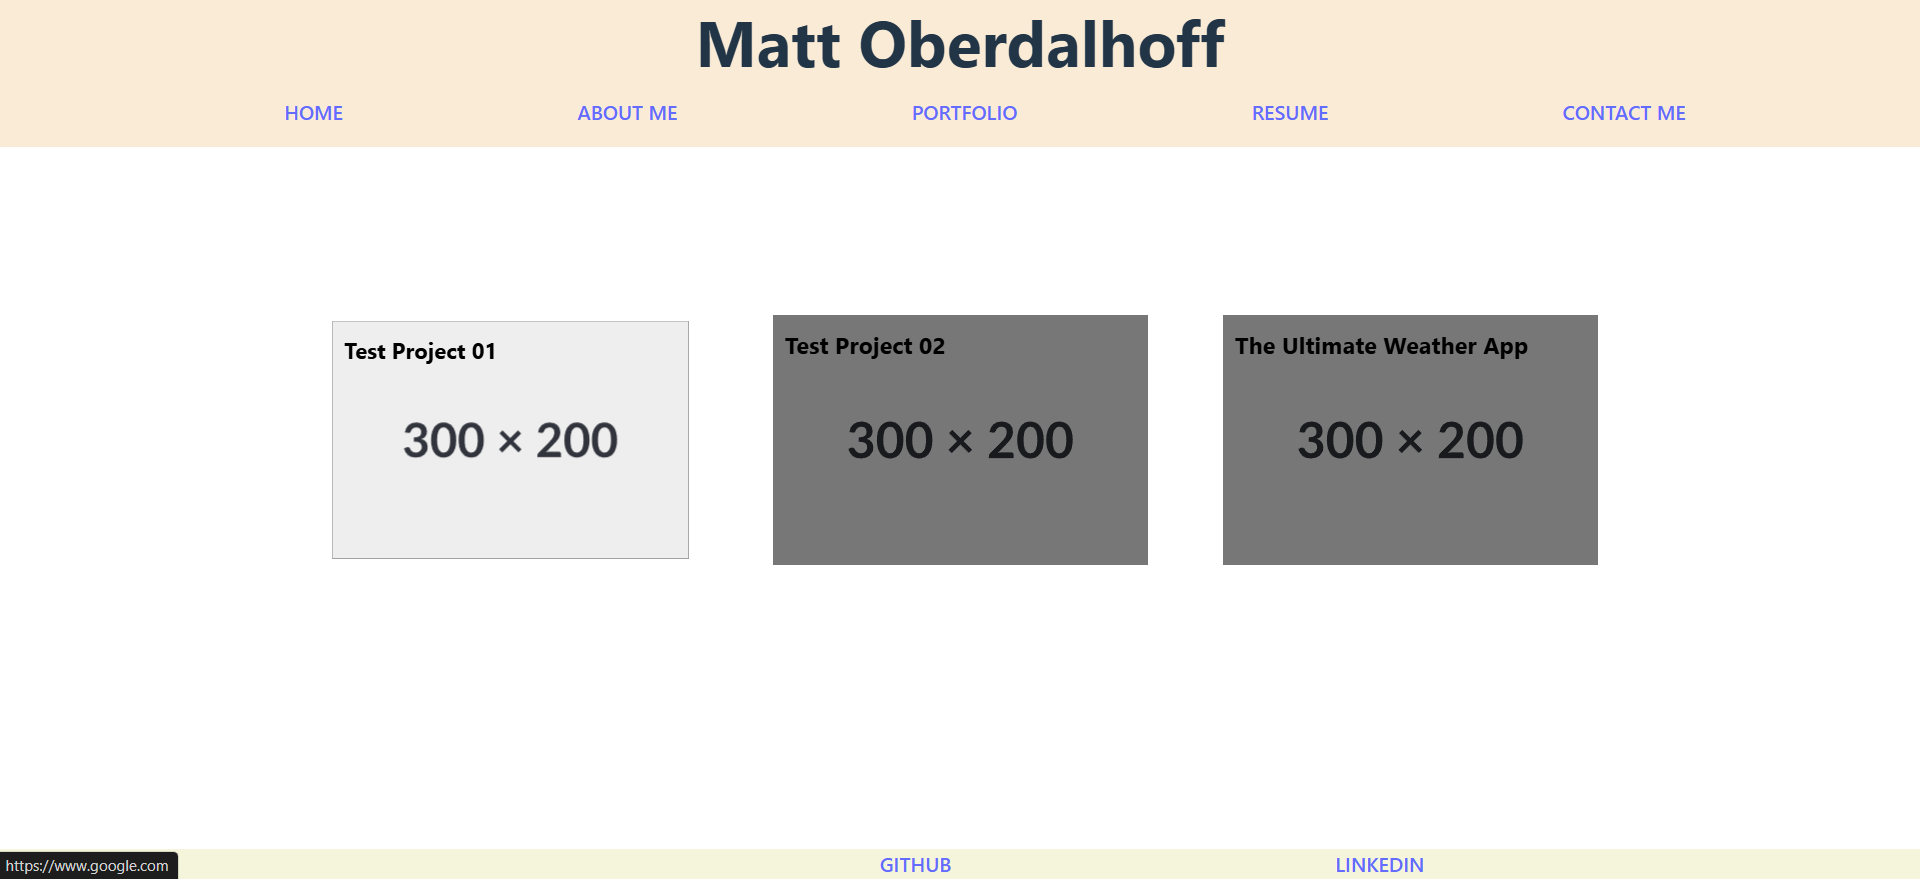 Matt Oberdalhoff
HOME ABOUT ME PORTFOLIO RESUME CONTACT ME
Test Project 01
300 × 200
Test Project 02
300 × 200
The Ultimate Weather App
300 × 200
https://www.google.com
GITHUB LINKEDIN